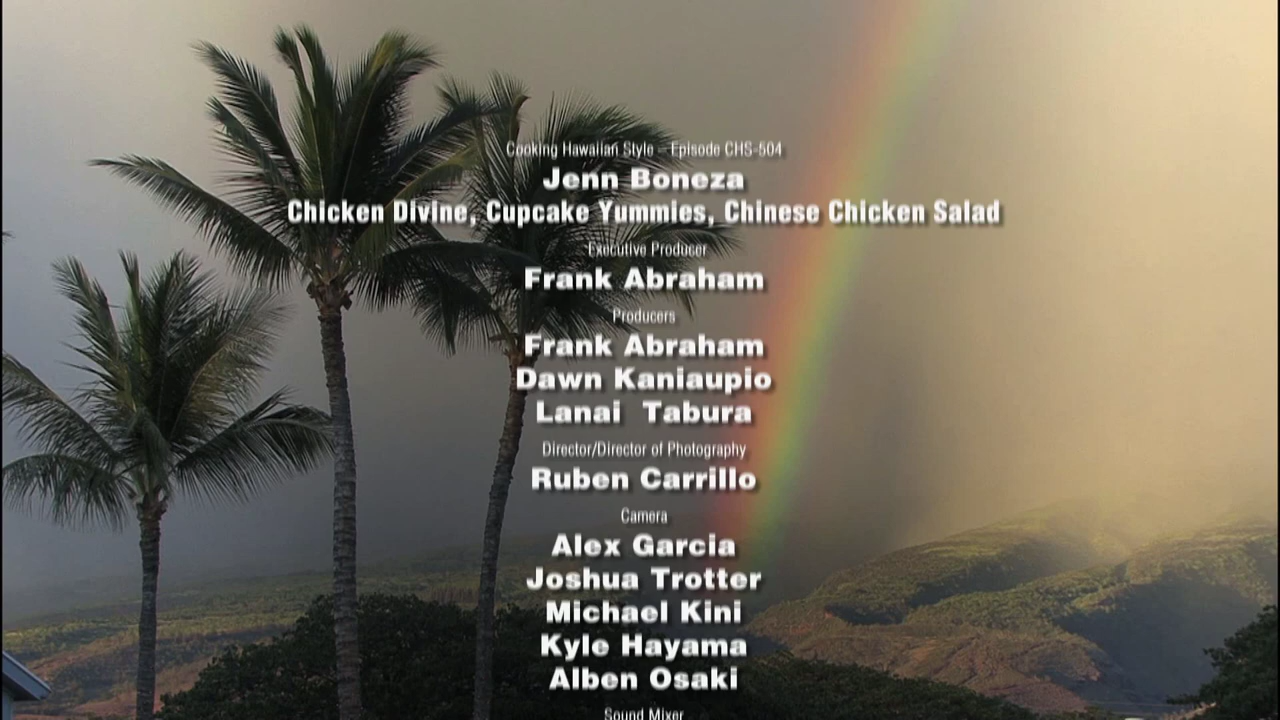 Cooking Hawaiian Style - Episode CHS-504
Jenn Boneza
Chicken Divine, Cupcake Yummies, Chinese Chicken Salad
Executive Producer
Frank Abraham
Producers
Frank Abraham
Dawn Kaniaupio
Lanai Tabura
Director/Director of Photography
Ruben Carrillo
Camera
Alex Garcia
Joshua Trotter
Michael Kini
Kyle Hayama
Alben Osaki
Sound Mixer